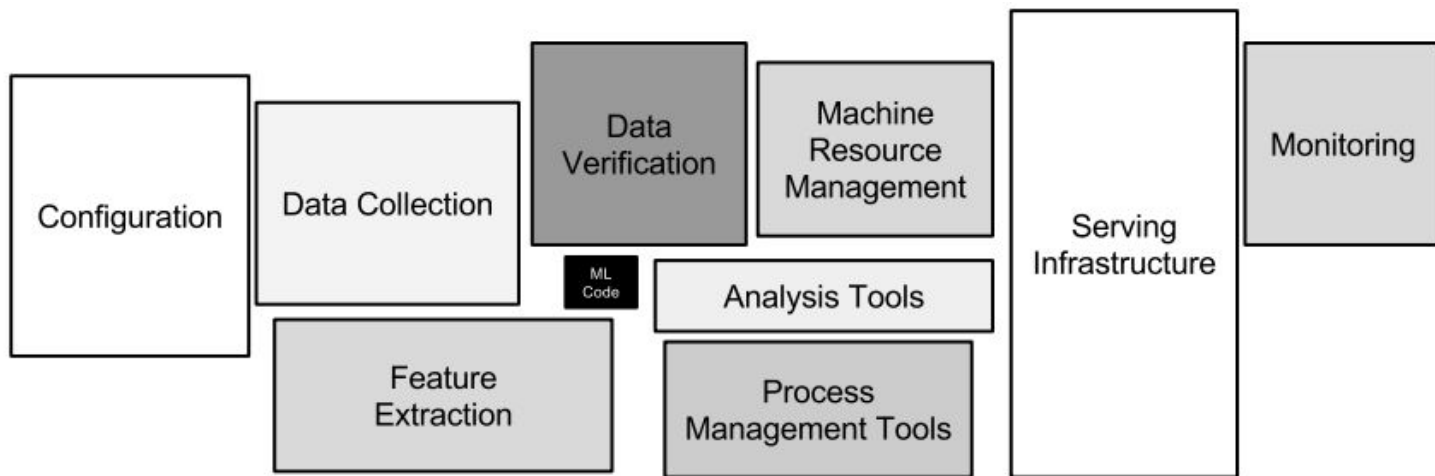 Configuration
Data Collection
Data
Verification
Machine
Resource
Management
Monitoring
Serving
Infrastructure
ML
Code
Analysis Tools
Feature
Extraction
Process
Management Tools